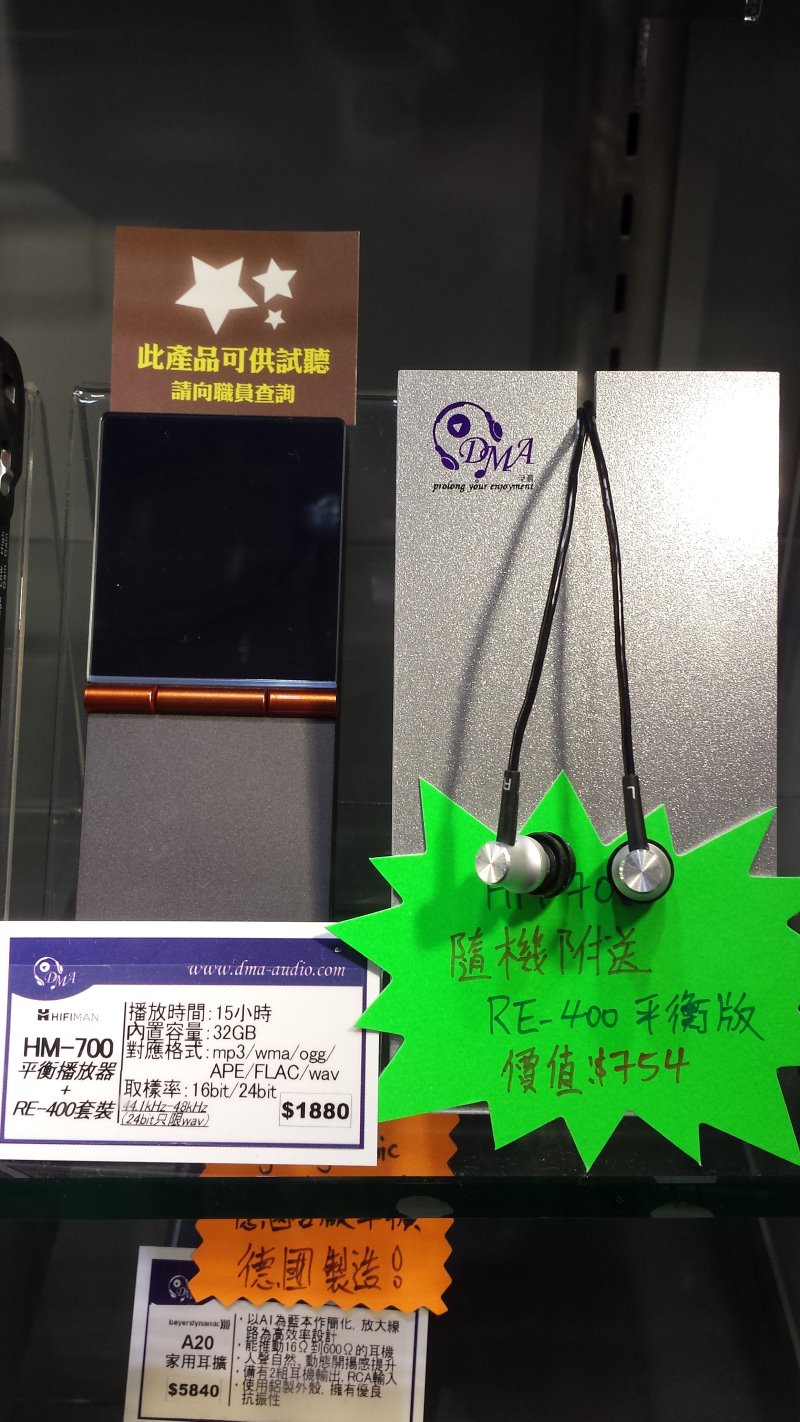 此產品可供試聽
請向職員查詢
DMA
prolong your enjoyment
R
L
HM-700
隨機附送
RE-400 平衡版
價值:$754
DMA
www.dma-audio.com
HIFIMAN
HM-700
平衡播放器
+
RE-400套裝
播放時間:15小時
內置容量:32GB
對應格式:mp3/wma/ogg/
APE/FLAC/wav
取樣率:16bit/24bit
44.1kHz-48kHz
(24bit只限wav)
$1880
德國製造!
beyerdynamic
A20
家用耳擴
$5840
·以A1為藍本作簡化, 放大線
路為高效率設計
·能推動16Ω到600Ω的耳機
·人聲自然、動態開揚感提升
·備有2組耳機輸出, RCA輸入
·使用鋁製外殼, 擁有優良
抗振性